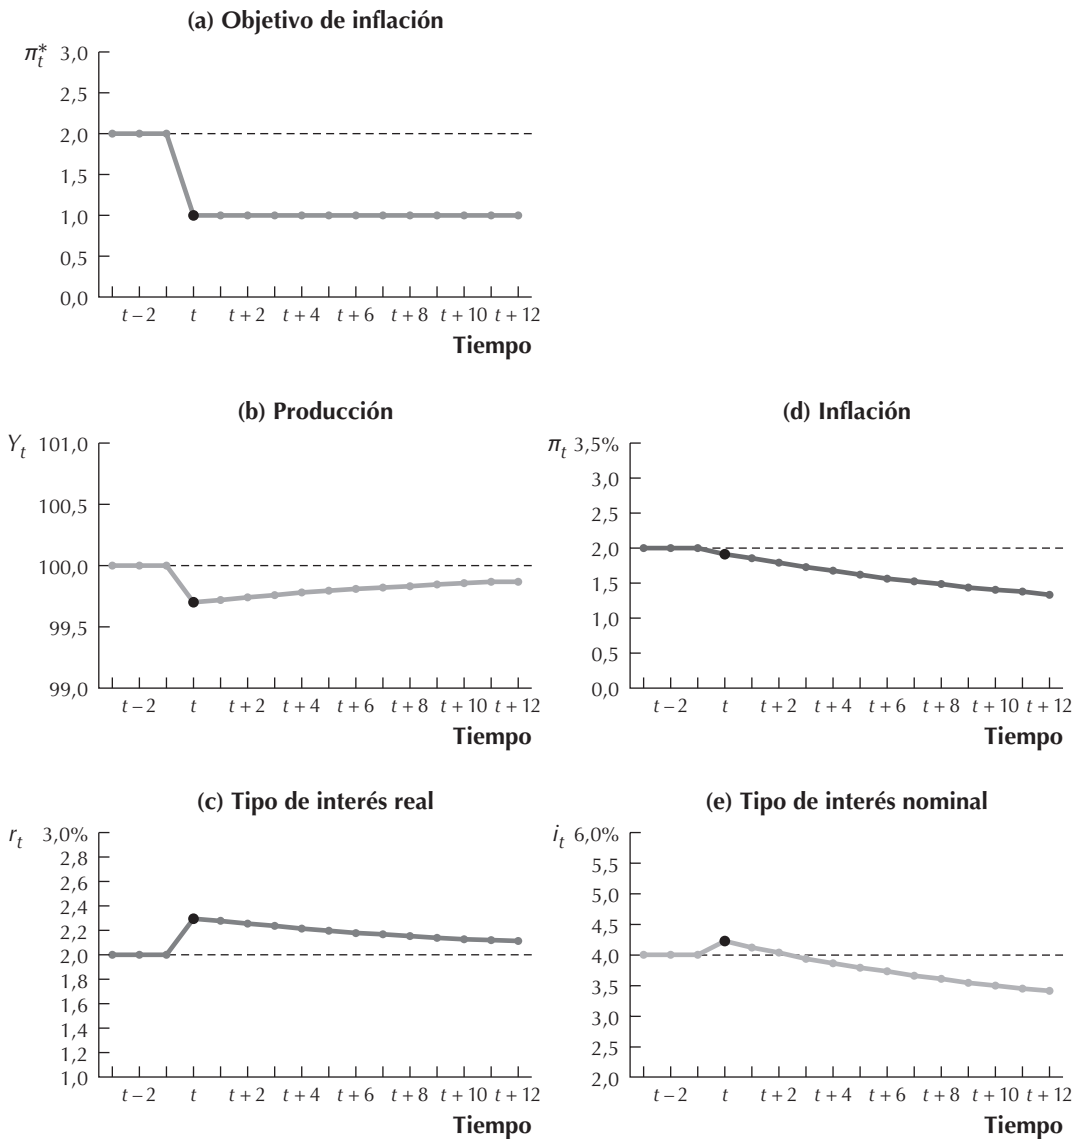 (a) Objetivo de inflación
π*t 3,0
2,5
2,0
1,5
1,0
0,5
0,0
t – 2 t t + 2 t + 4 t + 6 t + 8 t + 10 t + 12
Tiempo
(b) Producción
Yt 101,0
100,5
100,0
99,5
99,0
t – 2 t t + 2 t + 4 t + 6 t + 8 t + 10 t + 12
Tiempo
(d) Inflación
πt 3,5%
3,0
2,5
2,0
1,5
1,0
0,5
0,0
t – 2 t t + 2 t + 4 t + 6 t + 8 t + 10 t + 12
Tiempo
(c) Tipo de interés real
rt 3,0%
2,8
2,6
2,4
2,2
2,0
1,8
1,6
1,4
1,2
1,0
t – 2 t t + 2 t + 4 t + 6 t + 8 t + 10 t + 12
Tiempo
(e) Tipo de interés nominal
it 6,0%
5,5
5,0
4,5
4,0
3,5
3,0
2,5
2,0
t – 2 t t + 2 t + 4 t + 6 t + 8 t + 10 t + 12
Tiempo